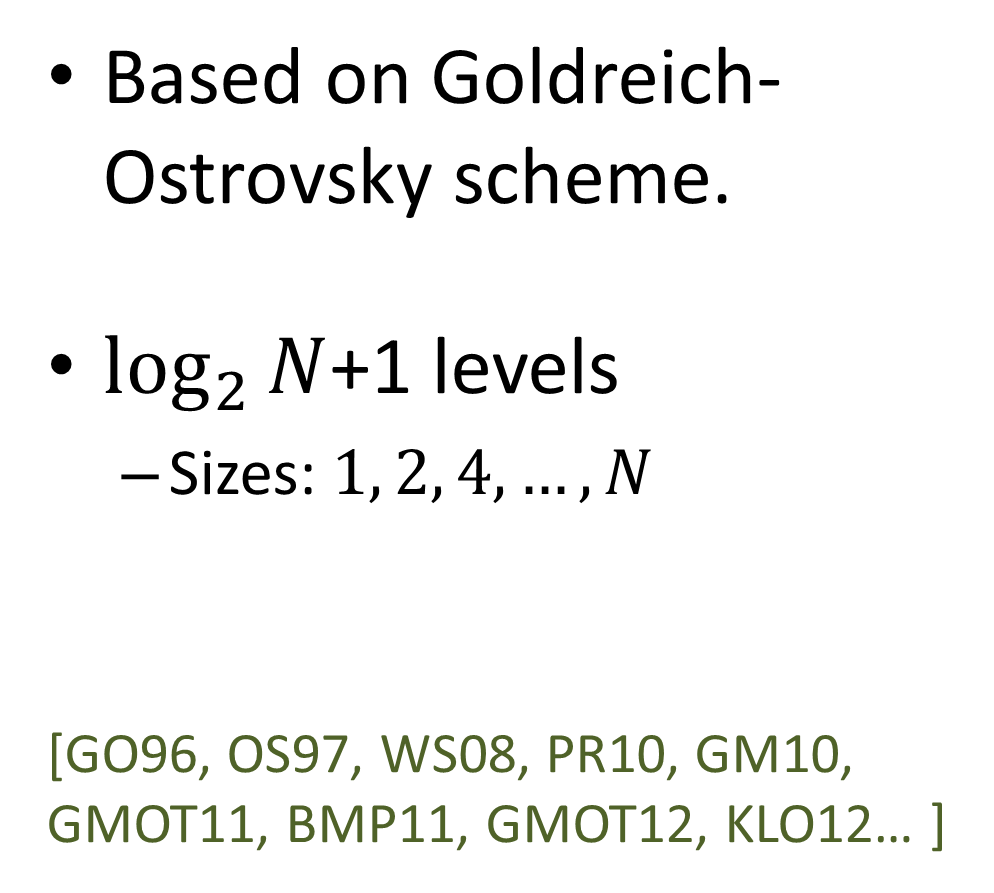 • Based on Goldreich-
Ostrovsky scheme.
• log₂ N+1 levels
– Sizes: 1, 2, 4, … , N
[GO96, OS97, WS08, PR10, GM10,
GMOT11, BMP11, GMOT12, KLO12… ]